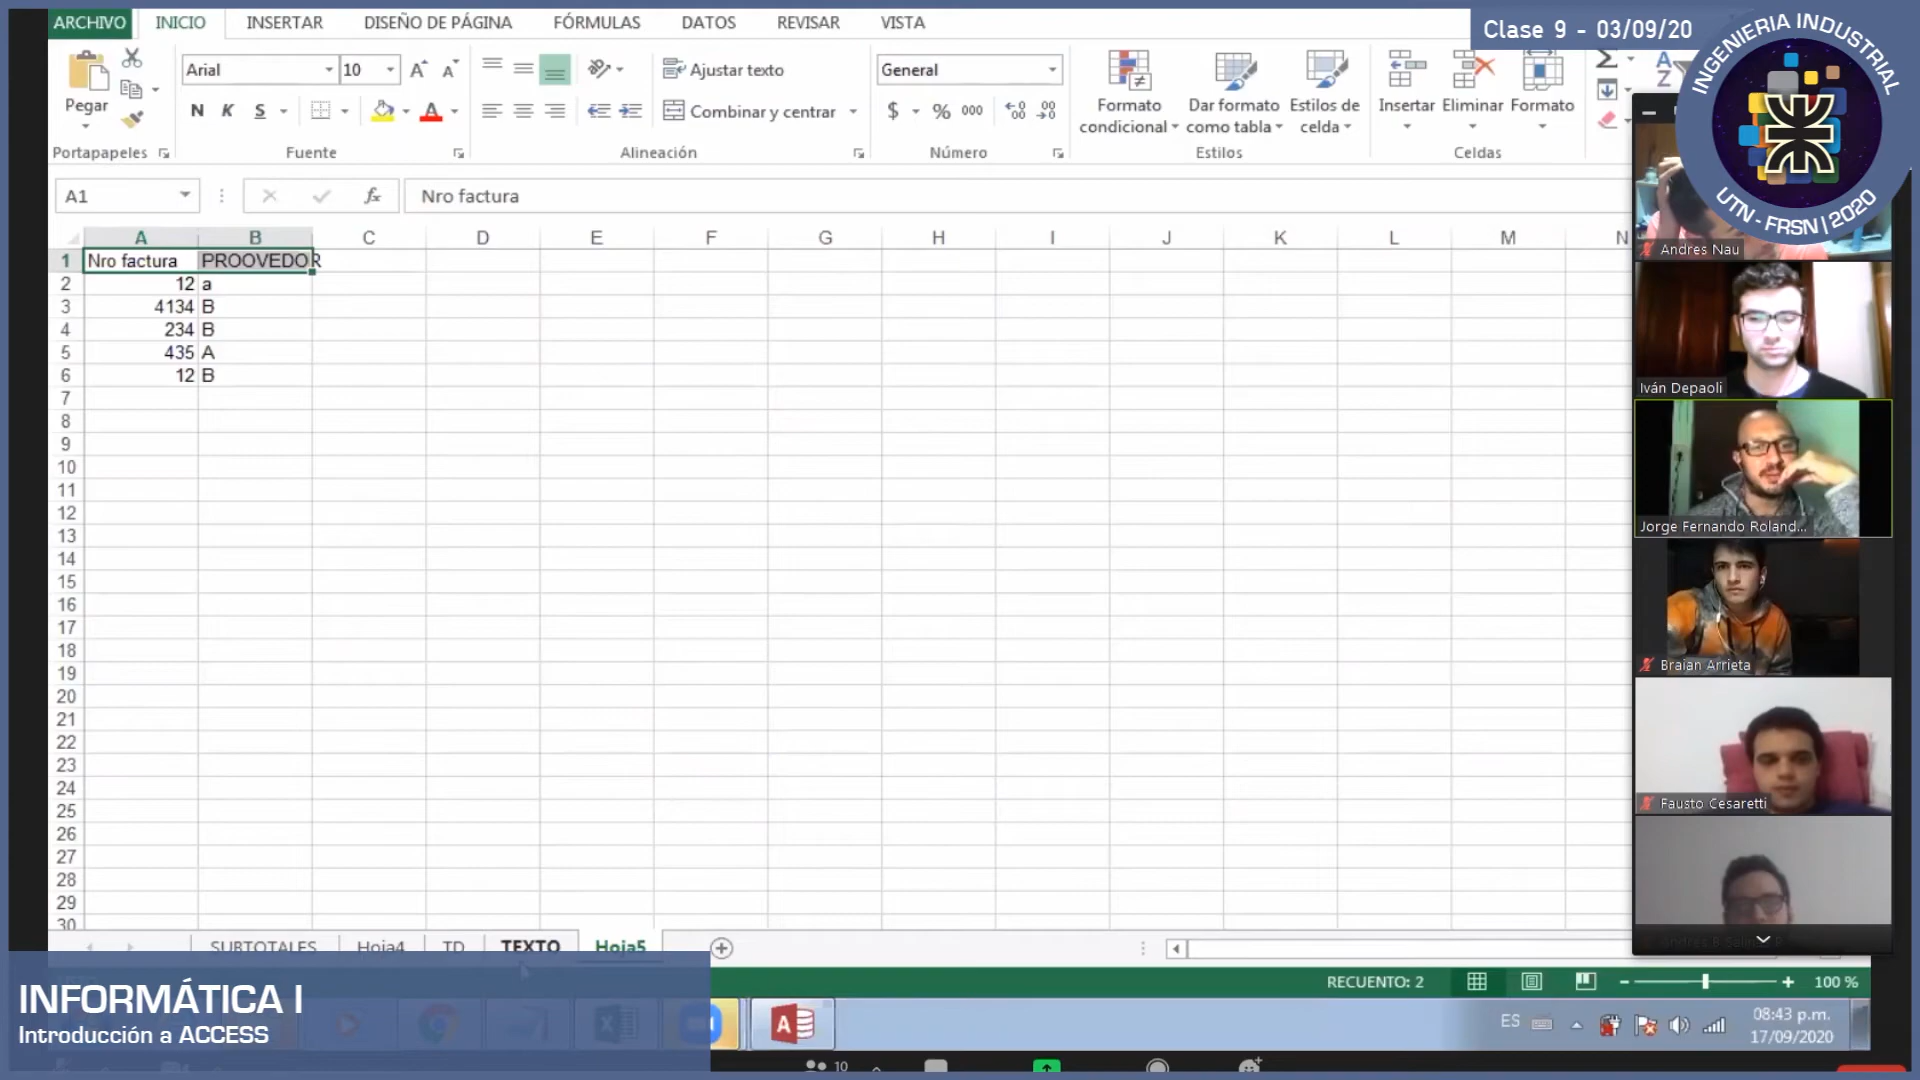 ARCHIVO INICIO INSERTAR DISEÑO DE PÁGINA FÓRMULAS DATOS REVISAR VISTA
Clase 9 - 03/09/20
INGENIERIA INDUSTRIAL
UTN - FRSN | 2020
Pegar
Portapapeles
Arial 10
N K S
Fuente
Ajustar texto
Combinar y centrar
Alineación
General
$ % 000
Número
Formato condicional
Dar formato como tabla
Estilos de celda
Estilos
Insertar Eliminar Formato
Celdas
A1 fx Nro factura
A B C D E F G H I J K L M N
1 Nro factura PROOVEDOR
2 12 a
3 4134 B
4 234 B
5 435 A
6 12 B
7
8
9
10
11
12
13
14
15
16
17
18
19
20
21
22
23
24
25
26
27
28
29
30
Andres Nau
Iván Depaoli
Jorge Fernando Roland...
Braian Arrieta
Fausto Cesaretti
SUBTOTALES Hoja4 TD TEXTO Hoja5
RECUENTO: 2 100 %
INFORMÁTICA I
Introducción a ACCESS
ES
08:43 p.m.
17/09/2020
10